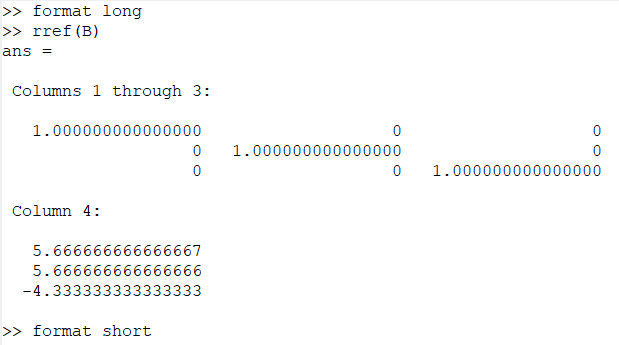 >> format long
>> rref(B)
ans =
Columns 1 through 3:
1.000000000000000 0 0
0 1.000000000000000 0
0 0 1.000000000000000
Column 4:
5.666666666666667
5.666666666666666
-4.333333333333333
>> format short